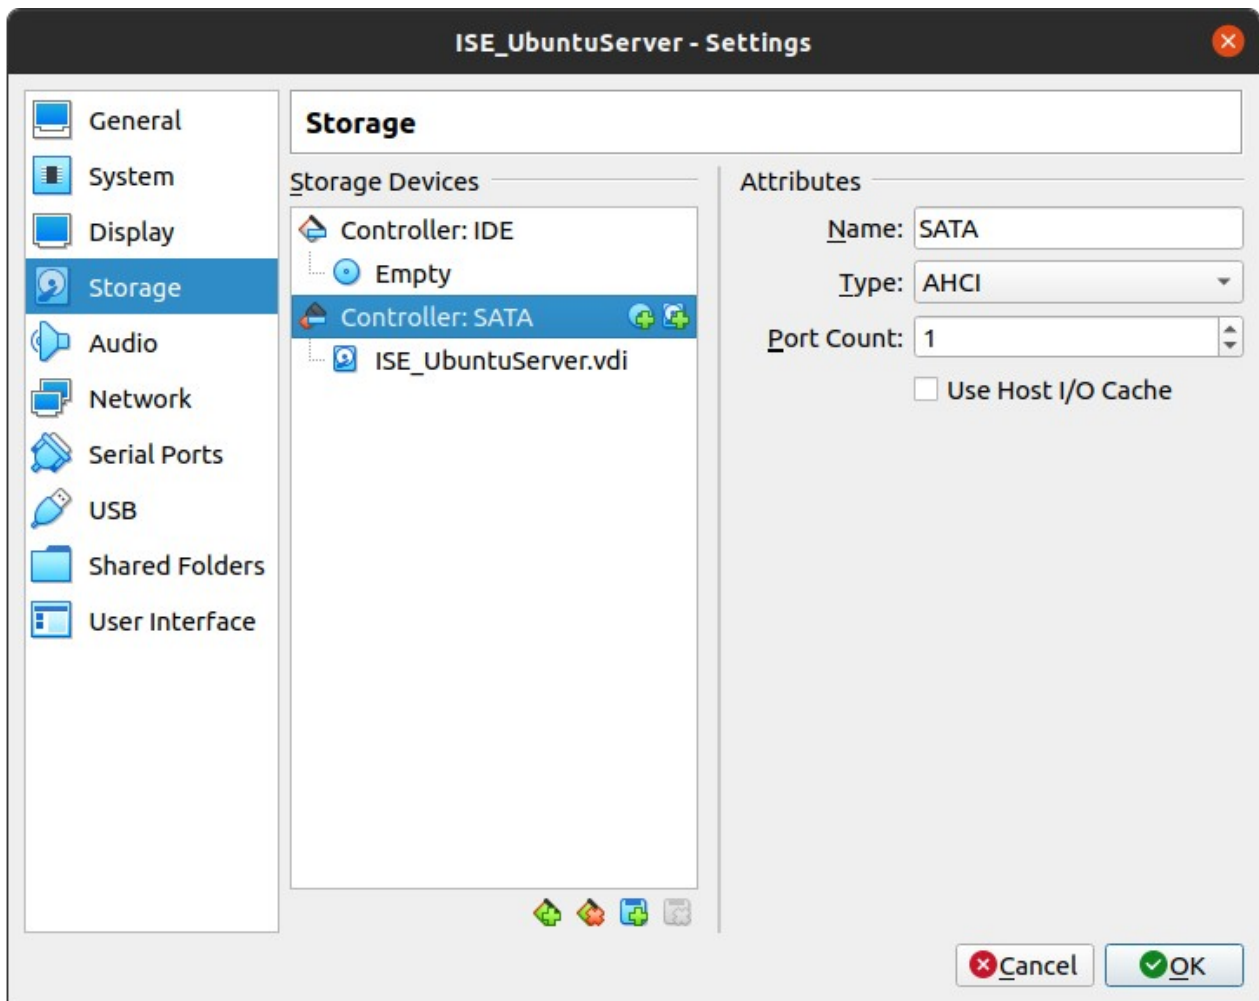 ISE_UbuntuServer - Settings
General
System
Display
Storage
Audio
Network
Serial Ports
USB
Shared Folders
User Interface
Storage
Storage Devices
Controller: IDE
Empty
Controller: SATA
ISE_UbuntuServer.vdi
Attributes
Name: SATA
Type: AHCI
Port Count: 1
Use Host I/O Cache
Cancel
OK